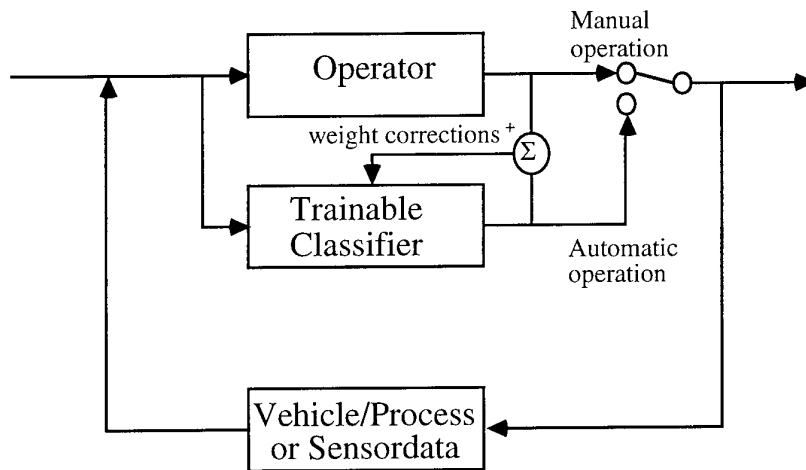 Manual
operation
Operator
weight corrections +
Σ
Trainable
Classifier
Automatic
operation
Vehicle/Process
or Sensordata